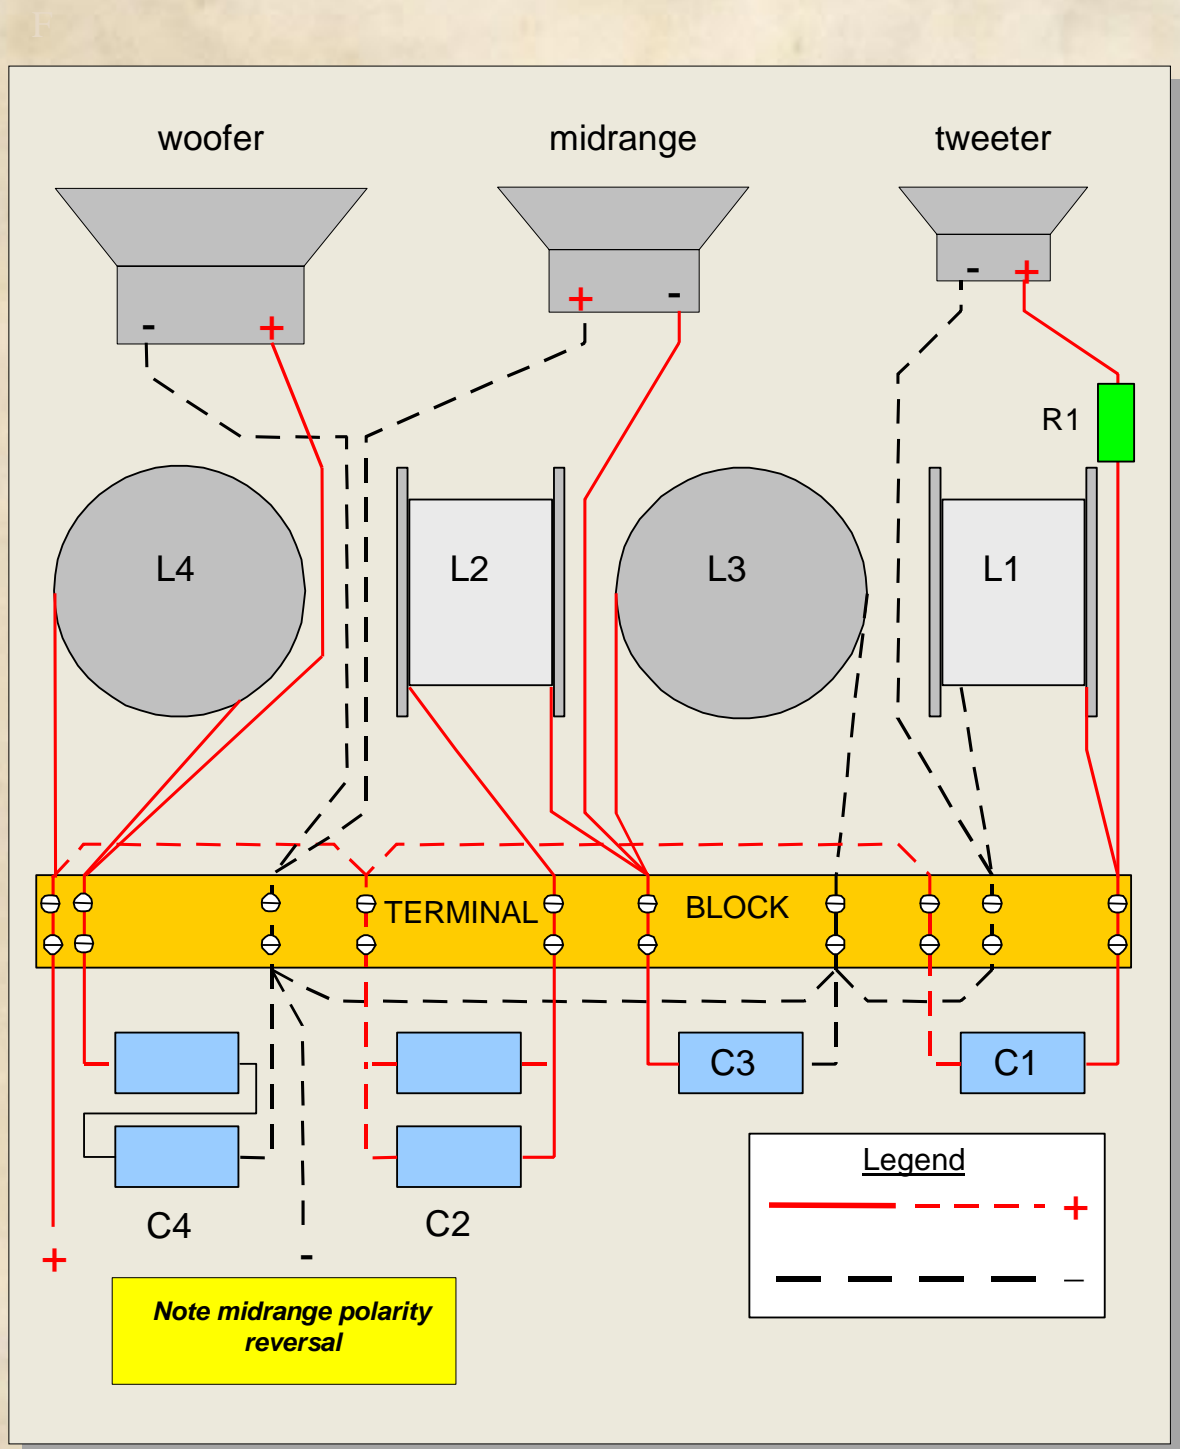 F
woofer
midrange
tweeter
- +
+ -
- +
R1
L4
L2
L3
L1
TERMINAL
BLOCK
C3
C1
Legend
+
–
C4
C2
+
-
Note midrange polarity
reversal